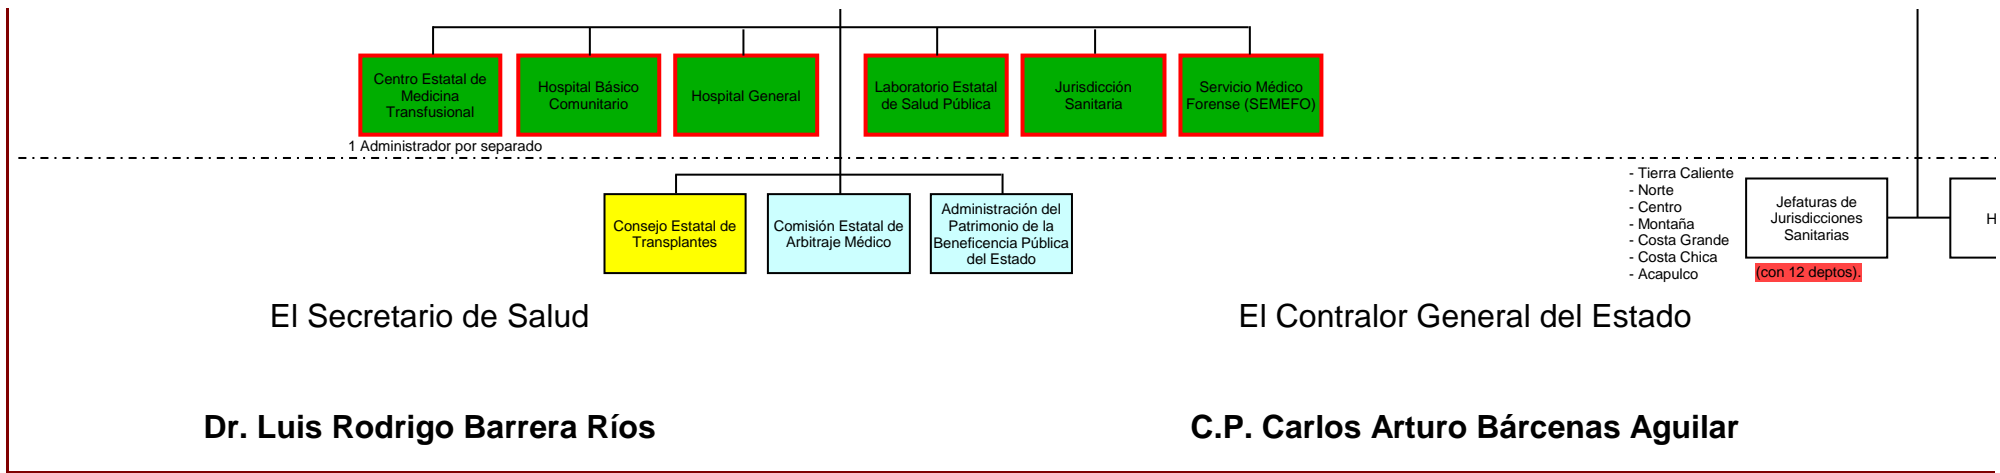 Centro Estatal de
Medicina
Transfusional
Hospital Básico
Comunitario
Hospital General
Laboratorio Estatal
de Salud Pública
Jurisdicción
Sanitaria
Servicio Médico
Forense (SEMEFO)
1 Administrador por separado
Consejo Estatal de
Transplantes
Comisión Estatal de
Arbitraje Médico
Administración del
Patrimonio de la
Beneficencia Pública
del Estado
- Tierra Caliente
- Norte
- Centro
- Montaña
- Costa Grande
- Costa Chica
- Acapulco
Jefaturas de
Jurisdicciones
Sanitarias
(con 12 deptos).
H
El Secretario de Salud
El Contralor General del Estado
Dr. Luis Rodrigo Barrera Ríos
C.P. Carlos Arturo Bárcenas Aguilar